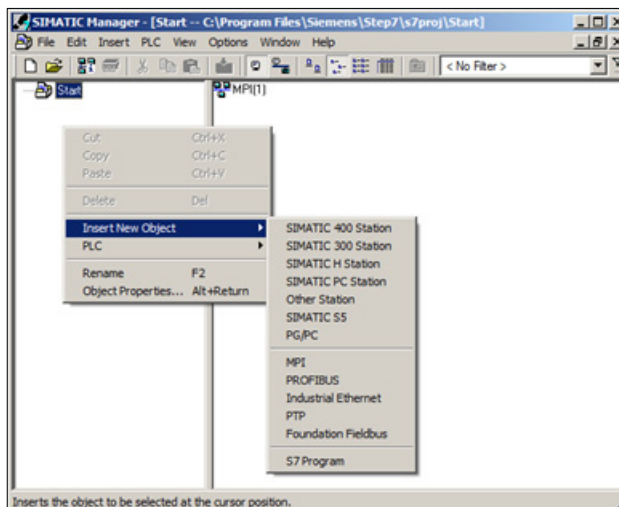 SIMATIC Manager - [Start -- C:\Program Files\Siemens\Step7\s7proj\Start]
File Edit Insert PLC View Options Window Help
< No Filter >
Start
MPI(1)
Cut Ctrl+X
Copy Ctrl+C
Paste Ctrl+V
Delete Del
Insert New Object
PLC
Rename F2
Object Properties... Alt+Return
SIMATIC 400 Station
SIMATIC 300 Station
SIMATIC H Station
SIMATIC PC Station
Other Station
SIMATIC S5
PG/PC
MPI
PROFIBUS
Industrial Ethernet
PTP
Foundation Fieldbus
S7 Program
Inserts the object to be selected at the cursor position.